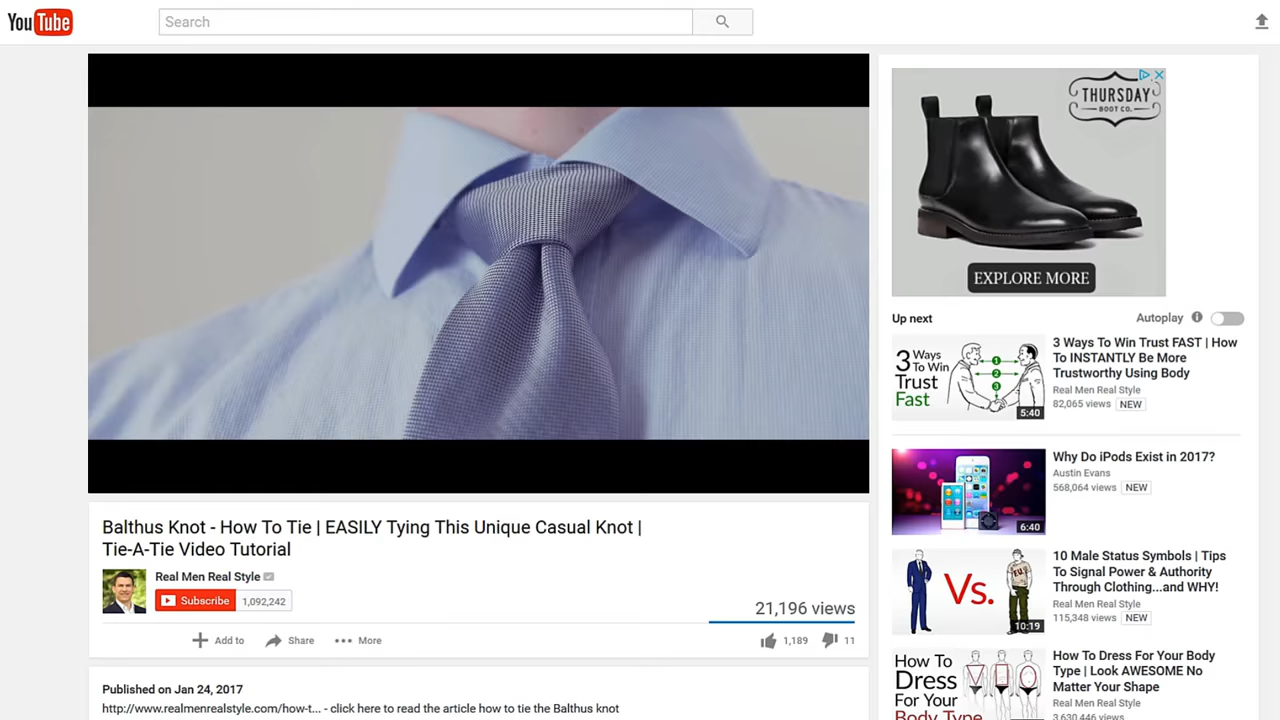 YouTube
Search
THURSDAY
BOOT CO.
EXPLORE MORE
Up next
Autoplay
3 Ways
To Win
Trust
Fast
1
2
3
5:40
3 Ways To Win Trust FAST | How
To INSTANTLY Be More
Trustworthy Using Body
Real Men Real Style
82,065 views NEW
6:40
Why Do iPods Exist in 2017?
Austin Evans
568,064 views NEW
Vs.
10:19
10 Male Status Symbols | Tips
To Signal Power & Authority
Through Clothing...and WHY!
Real Men Real Style
115,348 views NEW
How To
Dress
For Your
Body Type
How To Dress For Your Body
Type | Look AWESOME No
Matter Your Shape
Real Men Real Style
3,630,446 views
Balthus Knot - How To Tie | EASILY Tying This Unique Casual Knot |
Tie-A-Tie Video Tutorial
Real Men Real Style
Subscribe 1,092,242
21,196 views
Add to Share More
1,189 11
Published on Jan 24, 2017
http://www.realmenrealstyle.com/how-t... - click here to read the article how to tie the Balthus knot